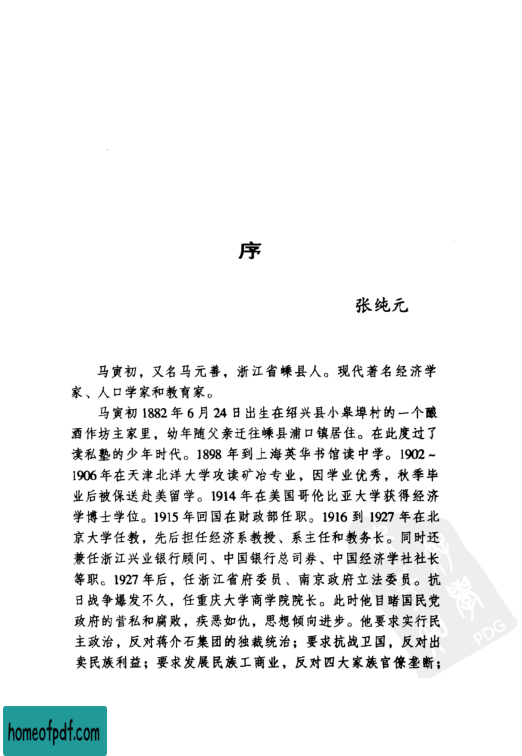 序
张纯元
马寅初，又名马元善，浙江省嵊县人。现代著名经济学
家、人口学家和教育家。
马寅初1882年6月24日出生在绍兴县小皋埠村的一个酿
酒作坊主家里，幼年随父亲迁往嵊县浦口镇居住。在此度过了
读私塾的少年时代。1898年到上海英华书馆读中学。1902~
1906年在天津北洋大学攻读矿冶专业，因学业优秀，秋季毕
业后被保送赴美留学。1914年在美国哥伦比亚大学获得经济
学博士学位。1915年回国在财政部任职。1916到1927年在北
京大学任教，先后担任经济系教授、系主任和教务长。同时还
兼任浙江兴业银行顾问、中国银行总司券、中国经济学社社长
等职。1927年后，任浙江省府委员、南京政府立法委员。抗
日战争爆发不久，任重庆大学商学院院长。此时他目睹国民党
政府的营私和腐败，疾恶如仇，思想倾向进步。他要求实行民
主政治，反对蒋介石集团的独裁统治；要求抗战卫国，反对出
卖民族利益；要求发展民族工商业，反对四大家族官僚垄断；
PDG
homeofpdf.com